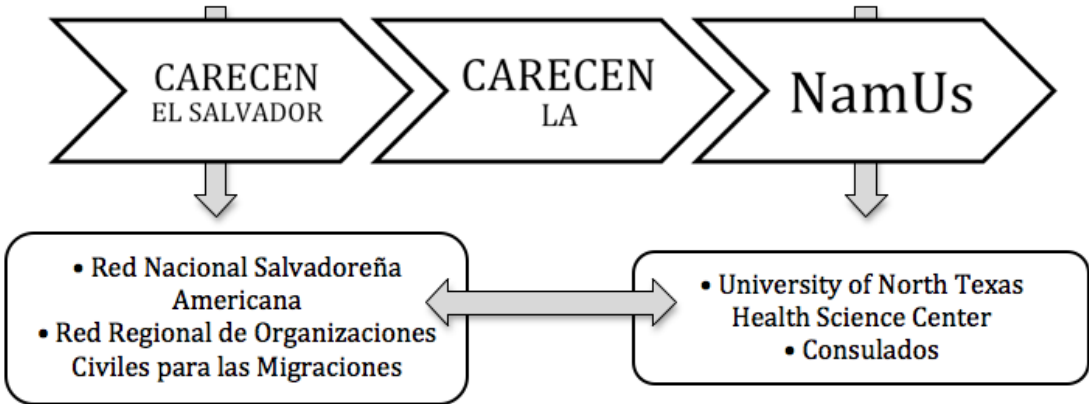 CARECEN
EL SALVADOR
CARECEN
LA
NamUs
• Red Nacional Salvadoreña
Americana
• Red Regional de Organizaciones
Civiles para las Migraciones
• University of North Texas
Health Science Center
• Consulados